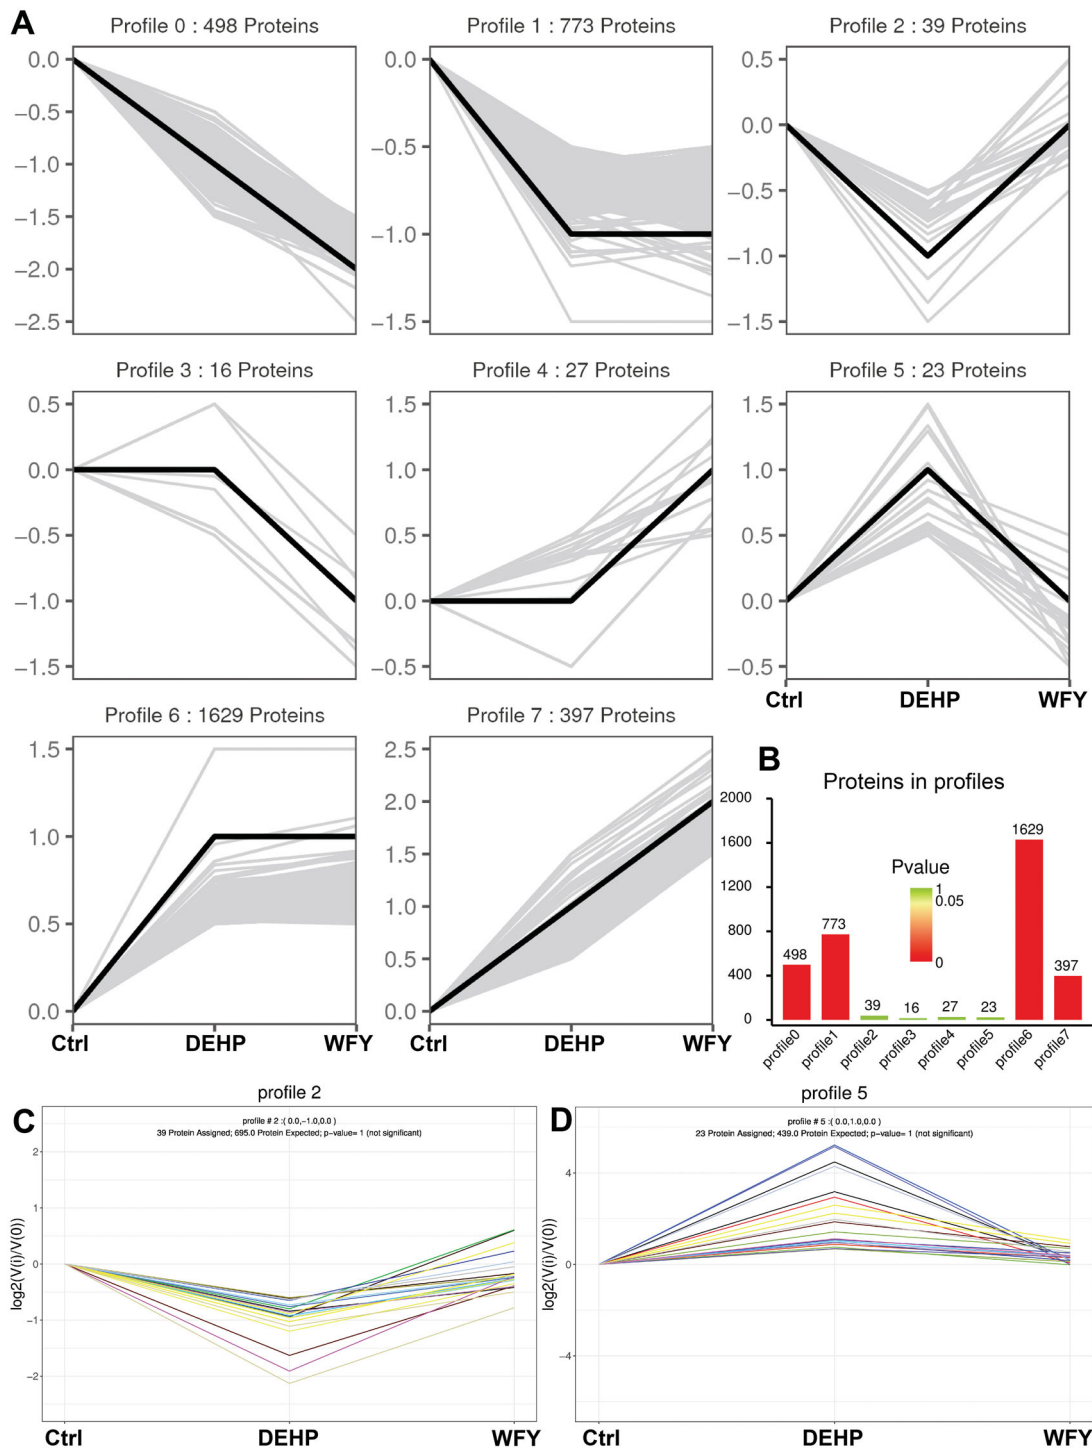 A
Profile 0 : 498 Proteins
0.0
−0.5
−1.0
−1.5
−2.0
−2.5
Profile 1 : 773 Proteins
0.0
−0.5
−1.0
−1.5
Profile 2 : 39 Proteins
0.5
0.0
−0.5
−1.0
−1.5
Profile 3 : 16 Proteins
0.5
0.0
−0.5
−1.0
−1.5
Profile 4 : 27 Proteins
1.5
1.0
0.5
0.0
−0.5
Profile 5 : 23 Proteins
1.5
1.0
0.5
0.0
−0.5
Ctrl DEHP WFY
Profile 6 : 1629 Proteins
1.5
1.0
0.5
0.0
Ctrl DEHP WFY
Profile 7 : 397 Proteins
2.5
2.0
1.5
1.0
0.5
0.0
Ctrl DEHP WFY
B
Proteins in profiles
2000
1600
1200
800
400
0
Pvalue
1
0.05
0
498 773 39 16 27 23 1629 397
profile0 profile1 profile2 profile3 profile4 profile5 profile6 profile7
C
profile 2
profile # 2 :( 0.0,−1.0,0.0 )
39 Protein Assigned; 695.0 Protein Expected; p−value= 1 (not significant)
log2(V(i)/V(0))
2
1
0
−1
−2
Ctrl DEHP WFY
D
profile 5
profile # 5 :( 0.0,1.0,0.0 )
23 Protein Assigned; 439.0 Protein Expected; p−value= 1 (not significant)
log2(V(i)/V(0))
4
0
−4
Ctrl DEHP WFY